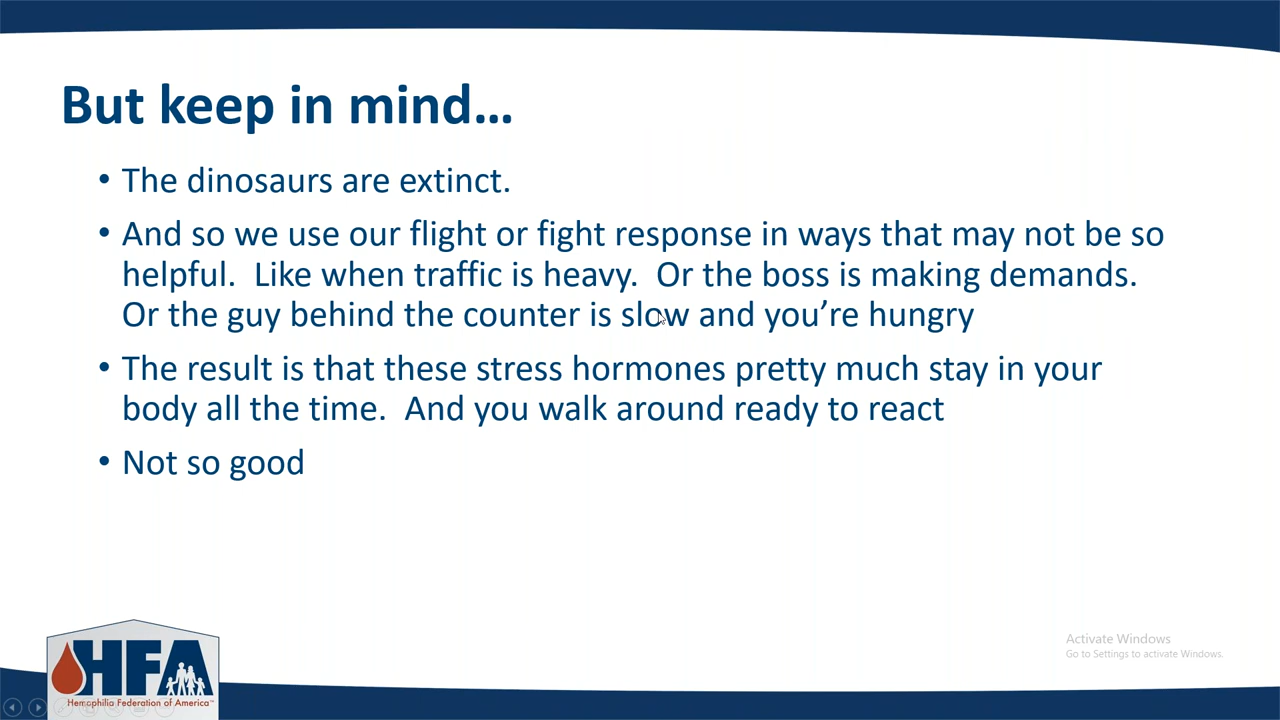 But keep in mind…
• The dinosaurs are extinct.
• And so we use our flight or fight response in ways that may not be so
helpful.  Like when traffic is heavy.  Or the boss is making demands.
Or the guy behind the counter is slow and you’re hungry
• The result is that these stress hormones pretty much stay in your
body all the time.  And you walk around ready to react
• Not so good
Activate Windows
Go to Settings to activate Windows.
HFA
Hemophilia Federation of America™